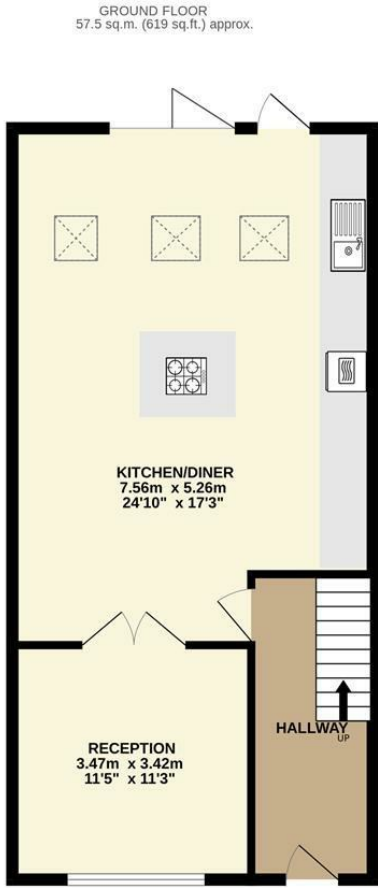 GROUND FLOOR
57.5 sq.m. (619 sq.ft.) approx.
KITCHEN/DINER
7.56m x 5.26m
24'10" x 17'3"
RECEPTION
3.47m x 3.42m
11'5" x 11'3"
HALLWAY
UP